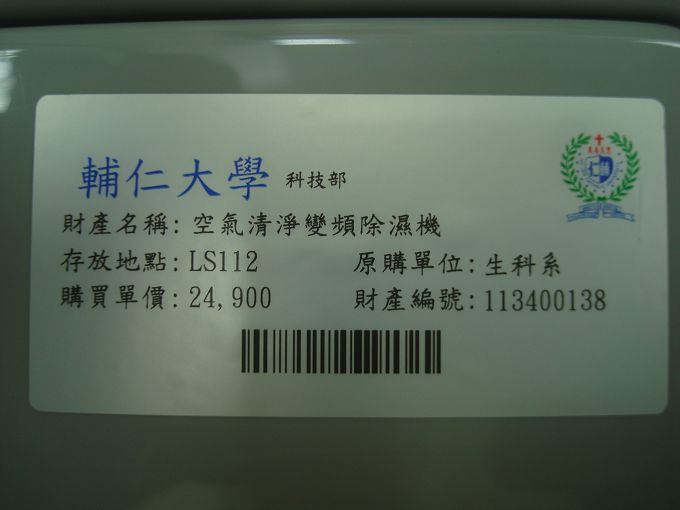 輔仁大學 科技部
財產名稱: 空氣清淨變頻除濕機
存放地點: LS112 原購單位: 生科系
購買單價: 24,900 財產編號: 113400138